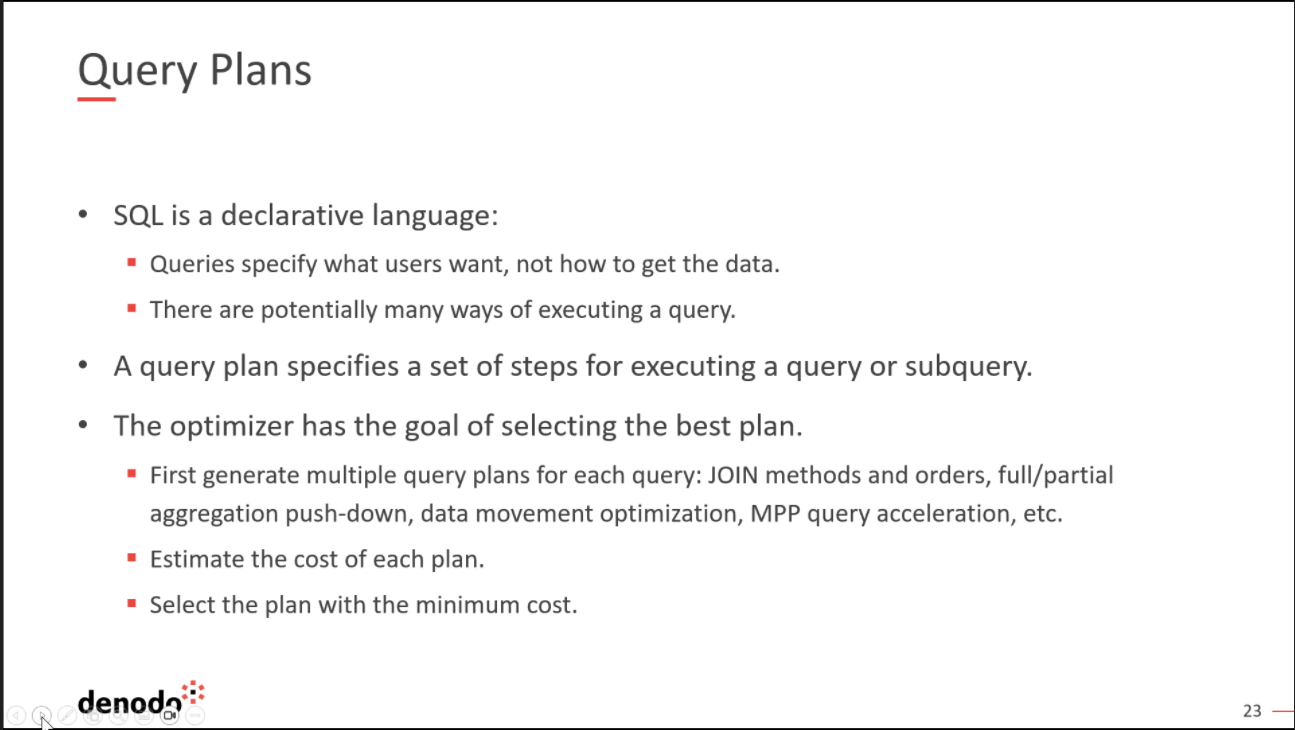 Query Plans
• SQL is a declarative language:
▪ Queries specify what users want, not how to get the data.
▪ There are potentially many ways of executing a query.
• A query plan specifies a set of steps for executing a query or subquery.
• The optimizer has the goal of selecting the best plan.
▪ First generate multiple query plans for each query: JOIN methods and orders, full/partial
aggregation push-down, data movement optimization, MPP query acceleration, etc.
▪ Estimate the cost of each plan.
▪ Select the plan with the minimum cost.
denodo
23